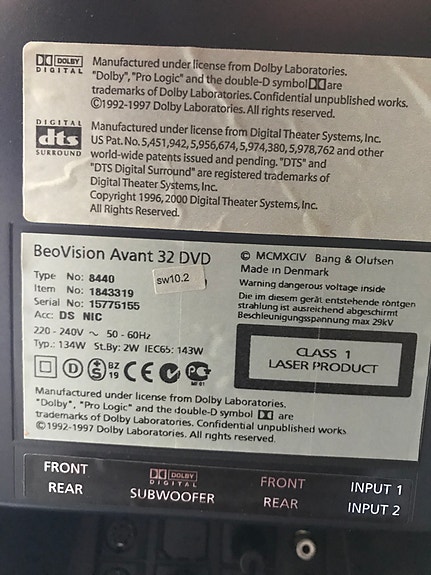 DOLBY
DIGITAL
Manufactured under license from Dolby Laboratories.
"Dolby", "Pro Logic" and the double-D symbol are
trademarks of Dolby Laboratories. Confidential unpublished works.
©1992-1997 Dolby Laboratories. All rights reserved.
DIGITAL
dts
SURROUND
Manufactured under license from Digital Theater Systems, Inc.
US Pat. No. 5,451,942, 5,956,674, 5,974,380, 5,978,762 and other
world-wide patents issued and pending. "DTS" and
"DTS Digital Surround" are registered trademarks of
Digital Theater Systems, Inc.
Copyright 1996, 2000 Digital Theater Systems, Inc.
All Rights Reserved.
BeoVision Avant 32 DVD
Type No: 8440
Item No: 1843319
Serial No: 15775155
Acc: DS NIC
sw10.2
220 - 240V ~ 50 - 60Hz
Typ.: 134W St.By: 2W IEC65: 143W
© MCMXCIV Bang & Olufsen
Made in Denmark
Warning dangerous voltage inside
Die im diesem gerät entstehende röntgen
strahlung ist ausreichend abgeschirmt
Beschleunigungsspannung max 29kV
CLASS 1
LASER PRODUCT
D
S
BZ
19
CE
PC
Manufactured under license from Dolby Laboratories.
"Dolby", "Pro Logic" and the double-D symbol are
trademarks of Dolby Laboratories. Confidential unpublished works
©1992-1997 Dolby Laboratories. All rights reserved.
FRONT
REAR
DOLBY
DIGITAL
SUBWOOFER
FRONT
REAR
INPUT 1
INPUT 2